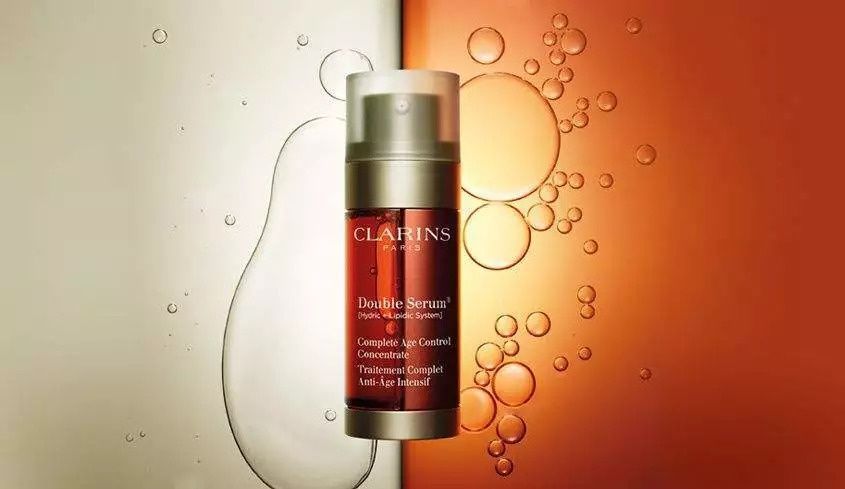 CLARINS
PARIS
Double Serum®
[Hydric + Lipidic System]
Complete Age Control
Concentrate
Traitement Complet
Anti-Âge Intensif